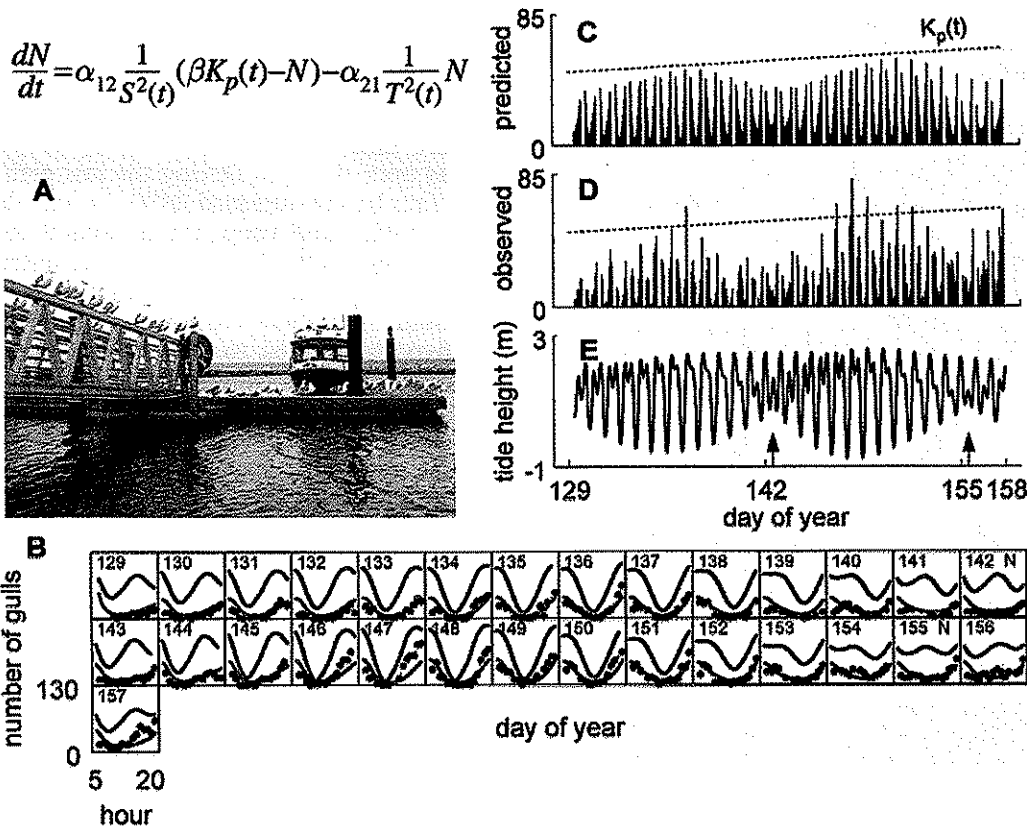 dN/dt=α₁₂ 1/S²(t) (βKₚ(t)-N)-α₂₁ 1/T²(t) N
A
85
C
Kₚ(t)
predicted
0
85
D
observed
0
3
E
tide height (m)
-1
129 142 155 158
day of year
B
129 130 131 132 133 134 135 136 137 138 139 140 141 142 N
143 144 145 146 147 148 149 150 151 152 153 154 155 N 156
157
number of gulls
130
0
5 20
hour
day of year